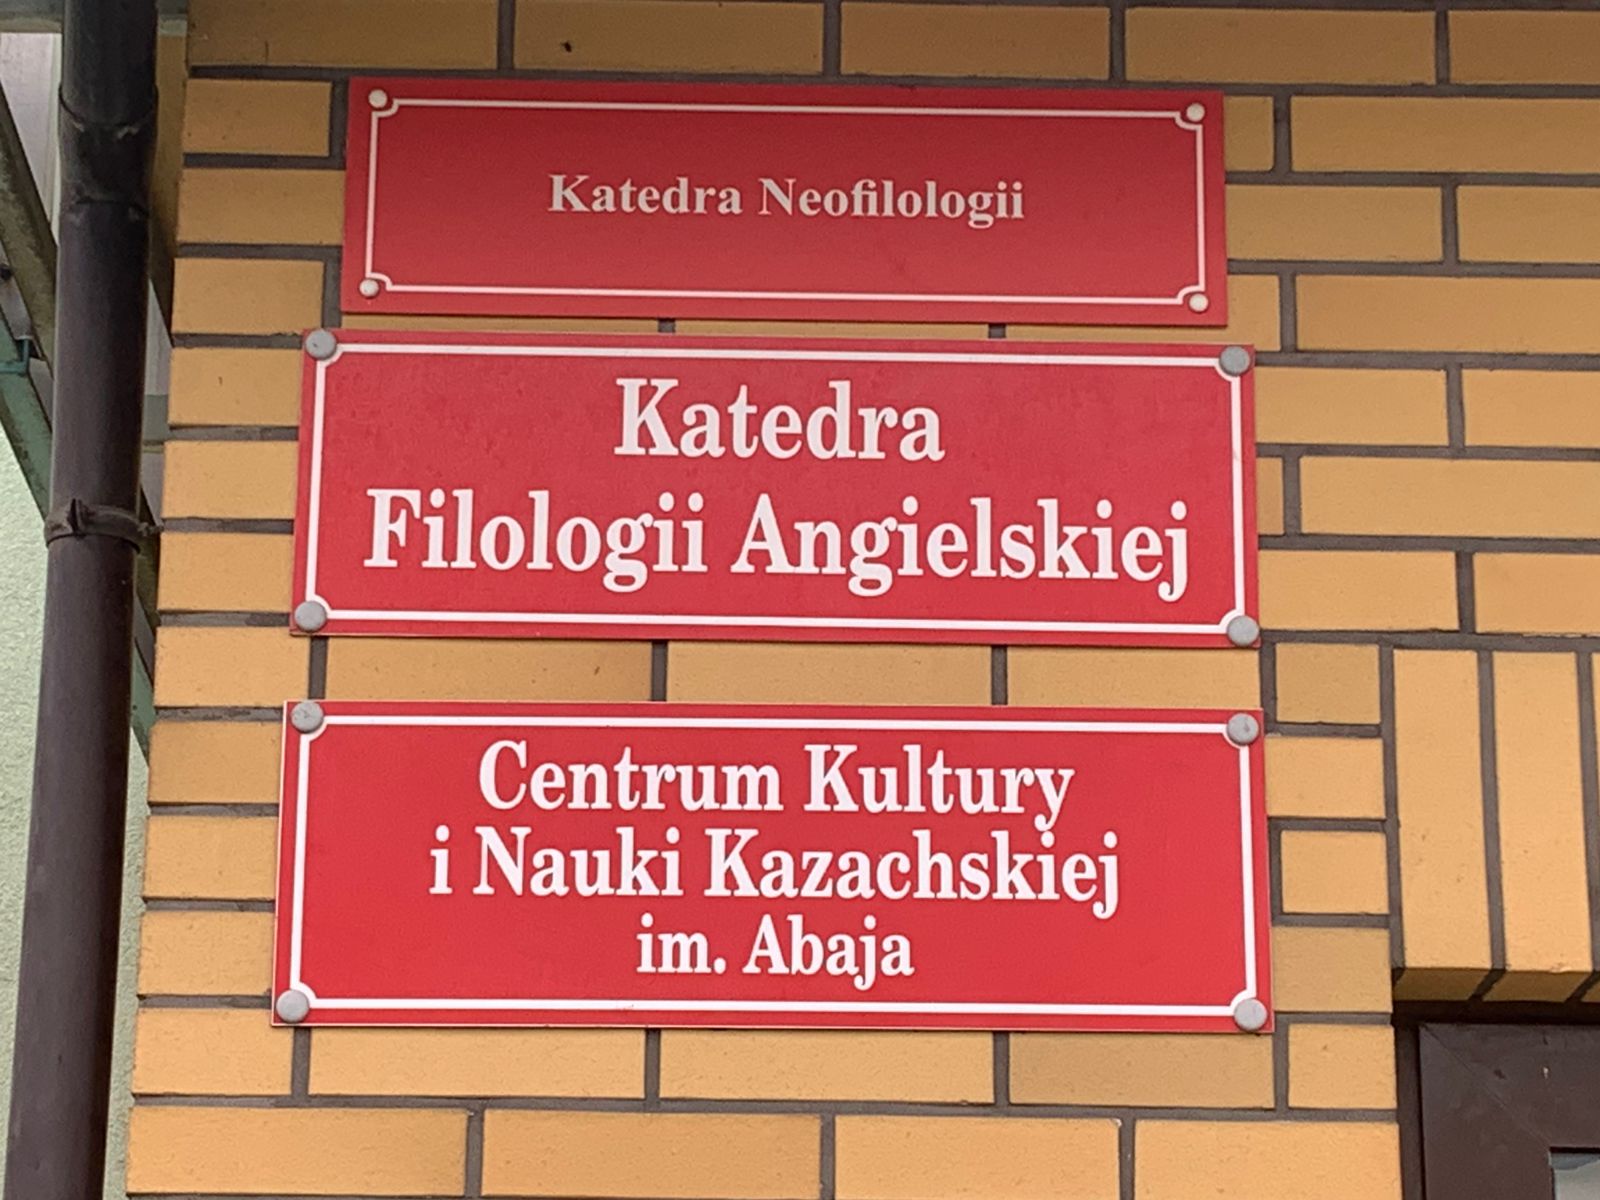 Katedra Neofilologii
Katedra
Filologii Angielskiej
Centrum Kultury
i Nauki Kazachskiej
im. Abaja